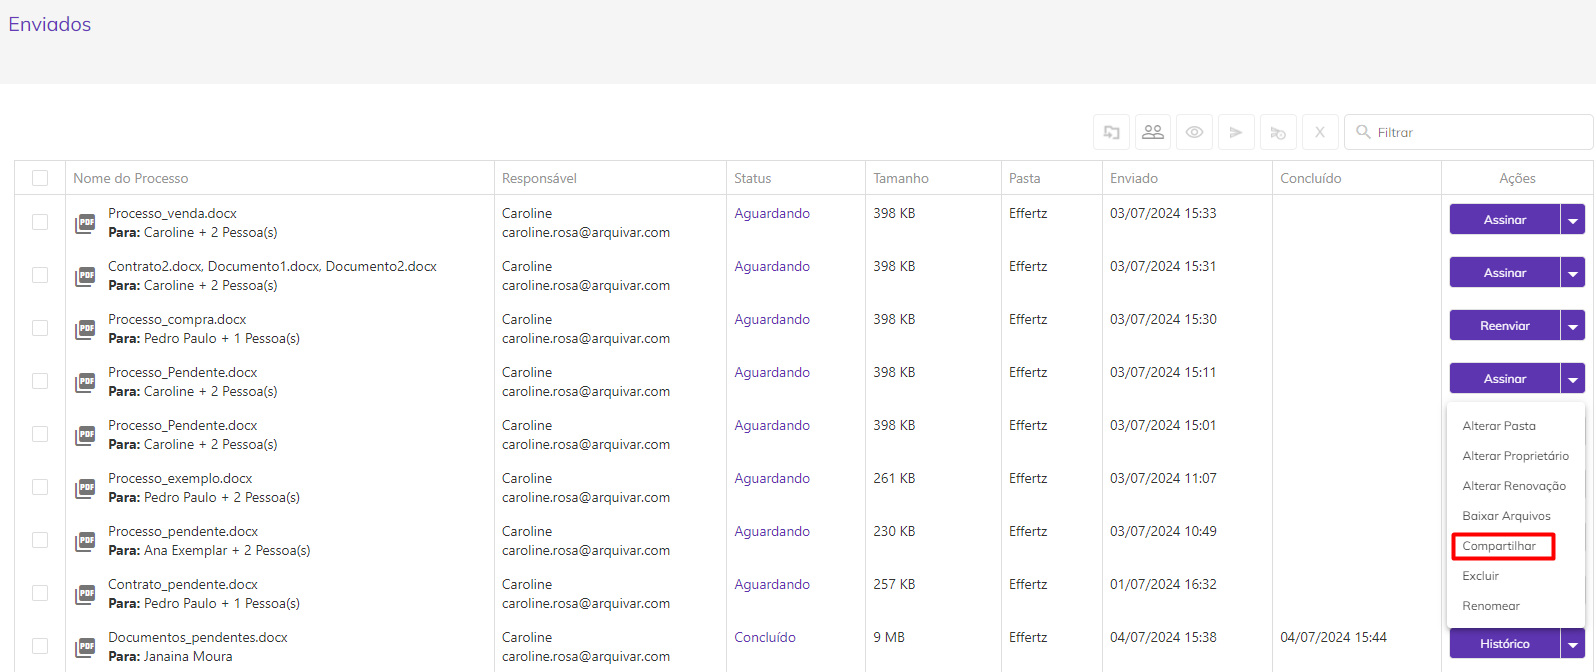 Enviados
Filtrar
Nome do Processo Responsável Status Tamanho Pasta Enviado Concluído Ações
Processo_venda.docx Caroline Aguardando 398 KB Effertz 03/07/2024 15:33 Assinar
Para: Caroline + 2 Pessoa(s) caroline.rosa@arquivar.com
Contrato2.docx, Documento1.docx, Documento2.docx Caroline Aguardando 398 KB Effertz 03/07/2024 15:31 Assinar
Para: Caroline + 2 Pessoa(s) caroline.rosa@arquivar.com
Processo_compra.docx Caroline Aguardando 398 KB Effertz 03/07/2024 15:30 Reenviar
Para: Pedro Paulo + 1 Pessoa(s) caroline.rosa@arquivar.com
Processo_Pendente.docx Caroline Aguardando 398 KB Effertz 03/07/2024 15:11 Assinar
Para: Caroline + 2 Pessoa(s) caroline.rosa@arquivar.com
Processo_Pendente.docx Caroline Aguardando 398 KB Effertz 03/07/2024 15:01
Para: Caroline + 2 Pessoa(s) caroline.rosa@arquivar.com
Processo_exemplo.docx Caroline Aguardando 261 KB Effertz 03/07/2024 11:07
Para: Pedro Paulo + 2 Pessoa(s) caroline.rosa@arquivar.com
Processo_pendente.docx Caroline Aguardando 230 KB Effertz 03/07/2024 10:49
Para: Ana Exemplar + 2 Pessoa(s) caroline.rosa@arquivar.com
Contrato_pendente.docx Caroline Aguardando 257 KB Effertz 01/07/2024 16:32
Para: Pedro Paulo + 1 Pessoa(s) caroline.rosa@arquivar.com
Alterar Pasta
Alterar Proprietário
Alterar Renovação
Baixar Arquivos
Compartilhar
Excluir
Renomear
Documentos_pendentes.docx Caroline Concluído 9 MB Effertz 04/07/2024 15:38 04/07/2024 15:44 Histórico
Para: Janaina Moura caroline.rosa@arquivar.com
PDF
PDF
PDF
PDF
PDF
PDF
PDF
PDF
PDF